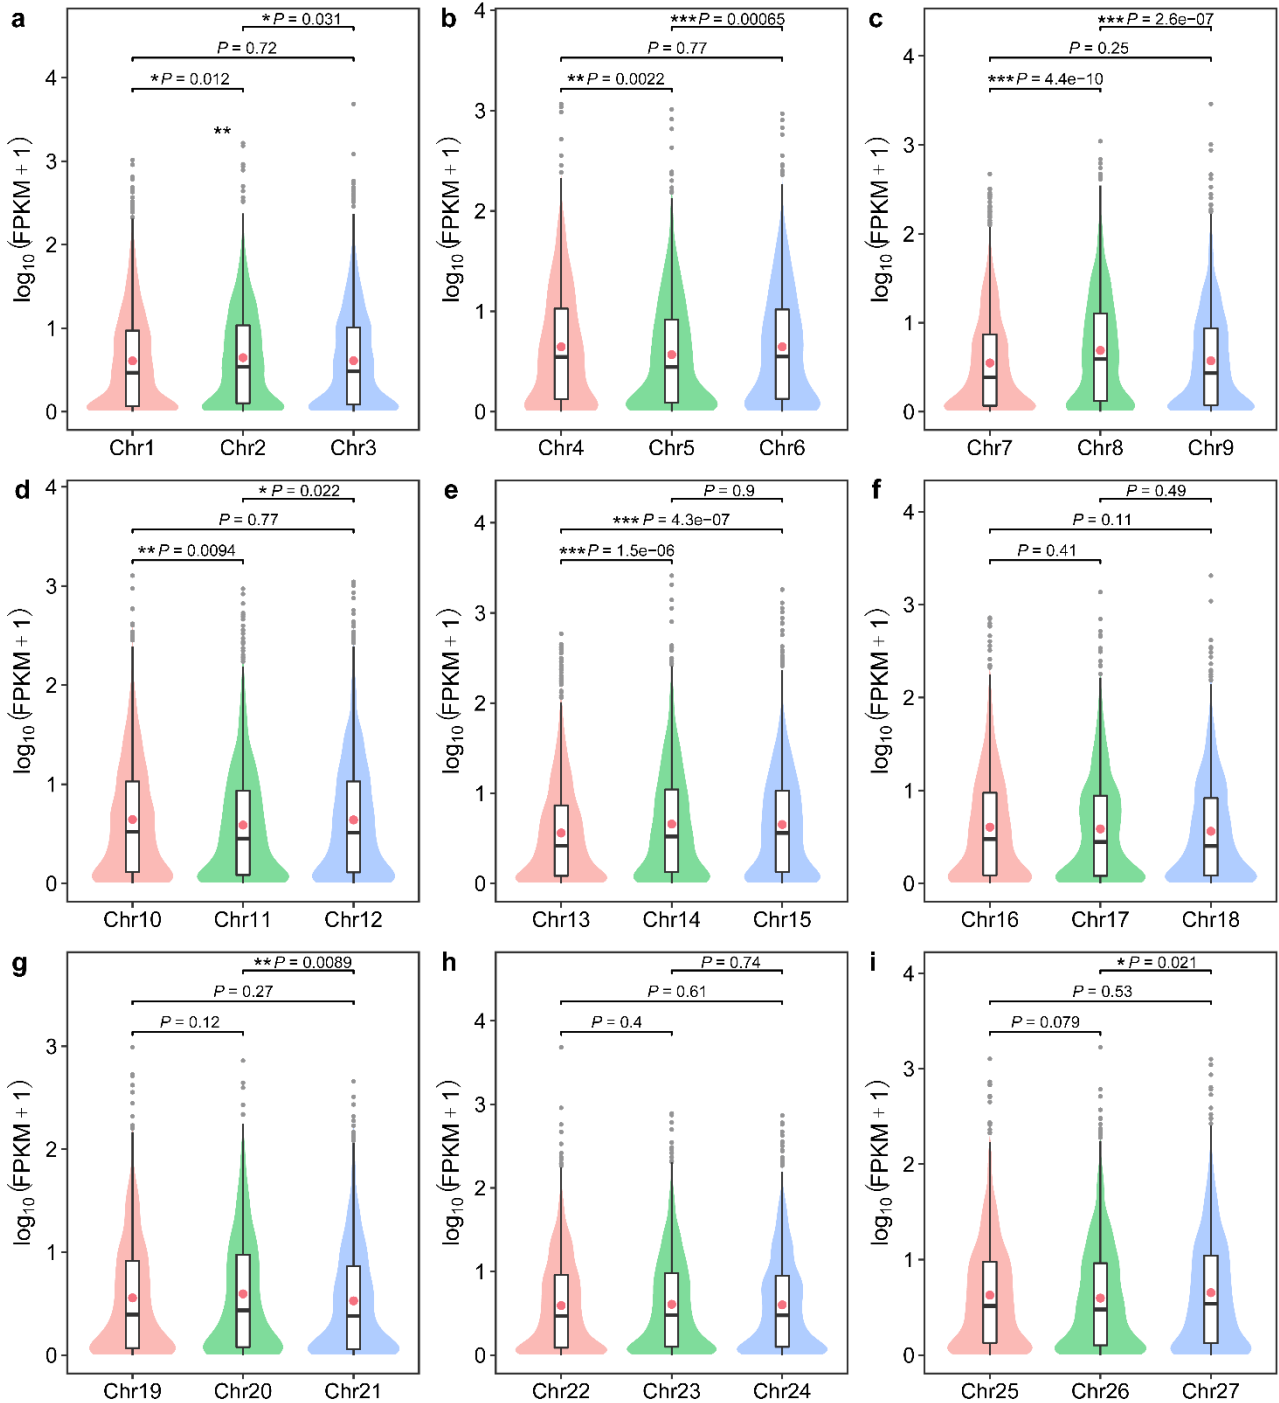 a
* P = 0.031
P = 0.72
* P = 0.012
**
log10 (FPKM + 1)
4
3
2
1
0
Chr1 Chr2 Chr3
b
*** P = 0.00065
P = 0.77
** P = 0.0022
log10 (FPKM + 1)
4
3
2
1
0
Chr4 Chr5 Chr6
c
*** P = 2.6e−07
P = 0.25
*** P = 4.4e−10
log10 (FPKM + 1)
4
3
2
1
0
Chr7 Chr8 Chr9
d
* P = 0.022
P = 0.77
** P = 0.0094
log10 (FPKM + 1)
4
3
2
1
0
Chr10 Chr11 Chr12
e
P = 0.9
*** P = 4.3e−07
*** P = 1.5e−06
log10 (FPKM + 1)
4
3
2
1
0
Chr13 Chr14 Chr15
f
P = 0.49
P = 0.11
P = 0.41
log10 (FPKM + 1)
4
3
2
1
0
Chr16 Chr17 Chr18
g
** P = 0.0089
P = 0.27
P = 0.12
log10 (FPKM + 1)
3
2
1
0
Chr19 Chr20 Chr21
h
P = 0.74
P = 0.61
P = 0.4
log10 (FPKM + 1)
4
3
2
1
0
Chr22 Chr23 Chr24
i
* P = 0.021
P = 0.53
P = 0.079
log10 (FPKM + 1)
4
3
2
1
0
Chr25 Chr26 Chr27